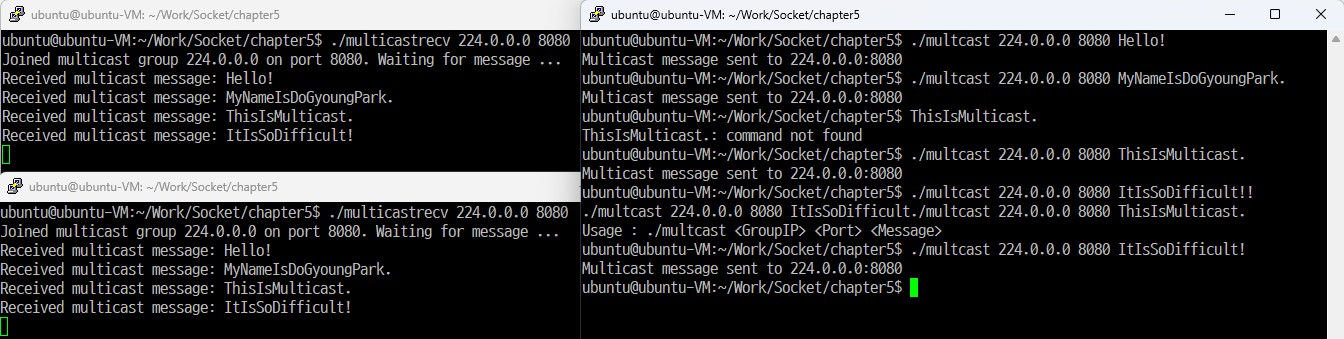 ubuntu@ubuntu-VM: ~/Work/Socket/chapter5
ubuntu@ubuntu-VM:~/Work/Socket/chapter5$ ./multicastrecv 224.0.0.0 8080
Joined multicast group 224.0.0.0 on port 8080. Waiting for message ...
Received multicast message: Hello!
Received multicast message: MyNameIsDoGyoungPark.
Received multicast message: ThisIsMulticast.
Received multicast message: ItIsSoDifficult!
ubuntu@ubuntu-VM: ~/Work/Socket/chapter5
ubuntu@ubuntu-VM:~/Work/Socket/chapter5$ ./multicastrecv 224.0.0.0 8080
Joined multicast group 224.0.0.0 on port 8080. Waiting for message ...
Received multicast message: Hello!
Received multicast message: MyNameIsDoGyoungPark.
Received multicast message: ThisIsMulticast.
Received multicast message: ItIsSoDifficult!
ubuntu@ubuntu-VM: ~/Work/Socket/chapter5
ubuntu@ubuntu-VM:~/Work/Socket/chapter5$ ./multcast 224.0.0.0 8080 Hello!
Multicast message sent to 224.0.0.0:8080
ubuntu@ubuntu-VM:~/Work/Socket/chapter5$ ./multcast 224.0.0.0 8080 MyNameIsDoGyoungPark.
Multicast message sent to 224.0.0.0:8080
ubuntu@ubuntu-VM:~/Work/Socket/chapter5$ ThisIsMulticast.
ThisIsMulticast.: command not found
ubuntu@ubuntu-VM:~/Work/Socket/chapter5$ ./multcast 224.0.0.0 8080 ThisIsMulticast.
Multicast message sent to 224.0.0.0:8080
ubuntu@ubuntu-VM:~/Work/Socket/chapter5$ ./multcast 224.0.0.0 8080 ItIsSoDifficult!!
./multcast 224.0.0.0 8080 ItIsSoDifficult./multcast 224.0.0.0 8080 ThisIsMulticast.
Usage : ./multcast <GroupIP> <Port> <Message>
ubuntu@ubuntu-VM:~/Work/Socket/chapter5$ ./multcast 224.0.0.0 8080 ItIsSoDifficult!
Multicast message sent to 224.0.0.0:8080
ubuntu@ubuntu-VM:~/Work/Socket/chapter5$